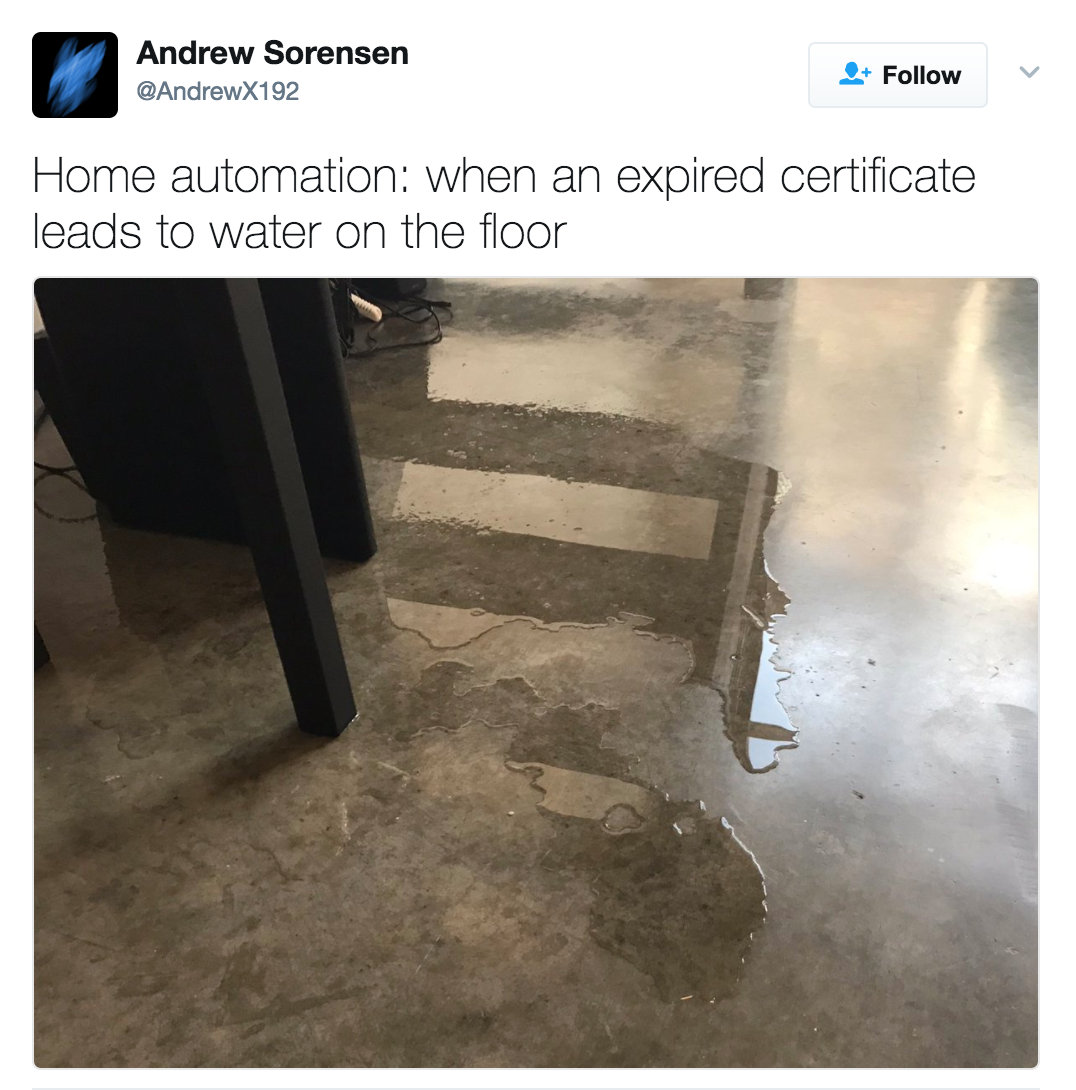 Andrew Sorensen
@AndrewX192
Follow
Home automation: when an expired certificate
leads to water on the floor